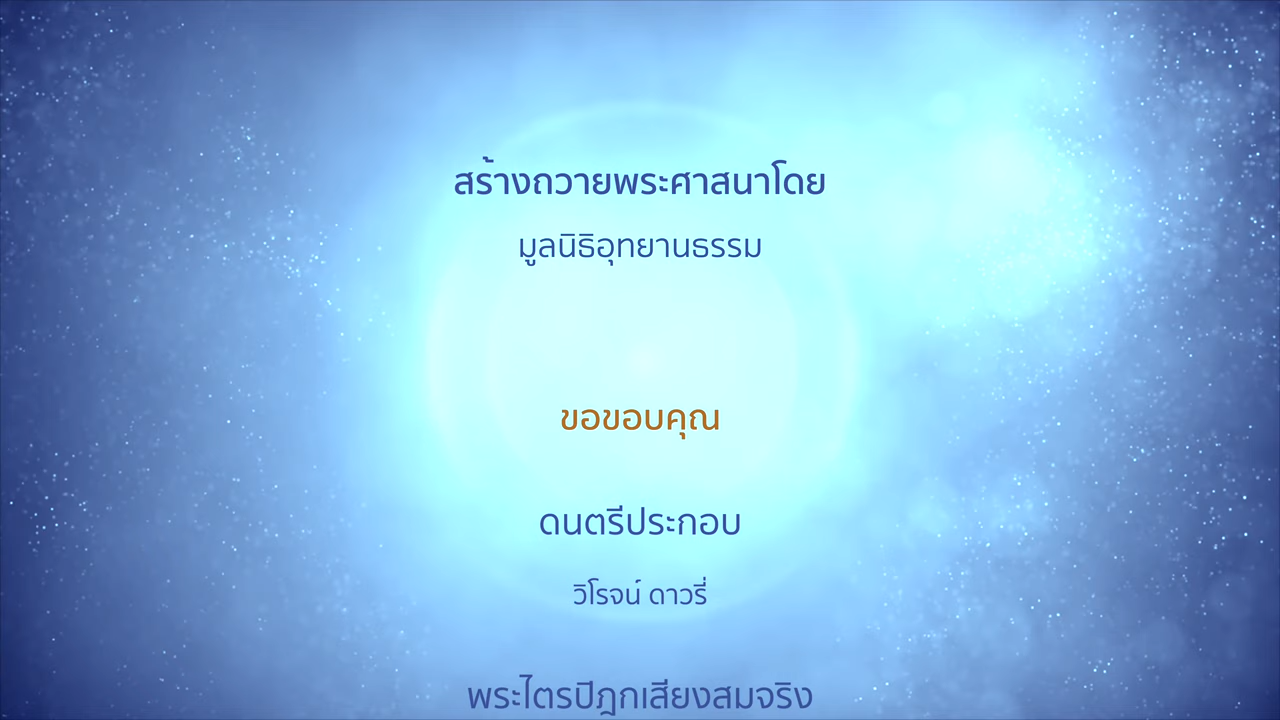 สร้างถวายพระศาสนาโดย
มูลนิธิอุทยานธรรม
ขอขอบคุณ
ดนตรีประกอบ
วิโรจน์ ดาวรี่
พระไตรปิฎกเสียงสมจริง